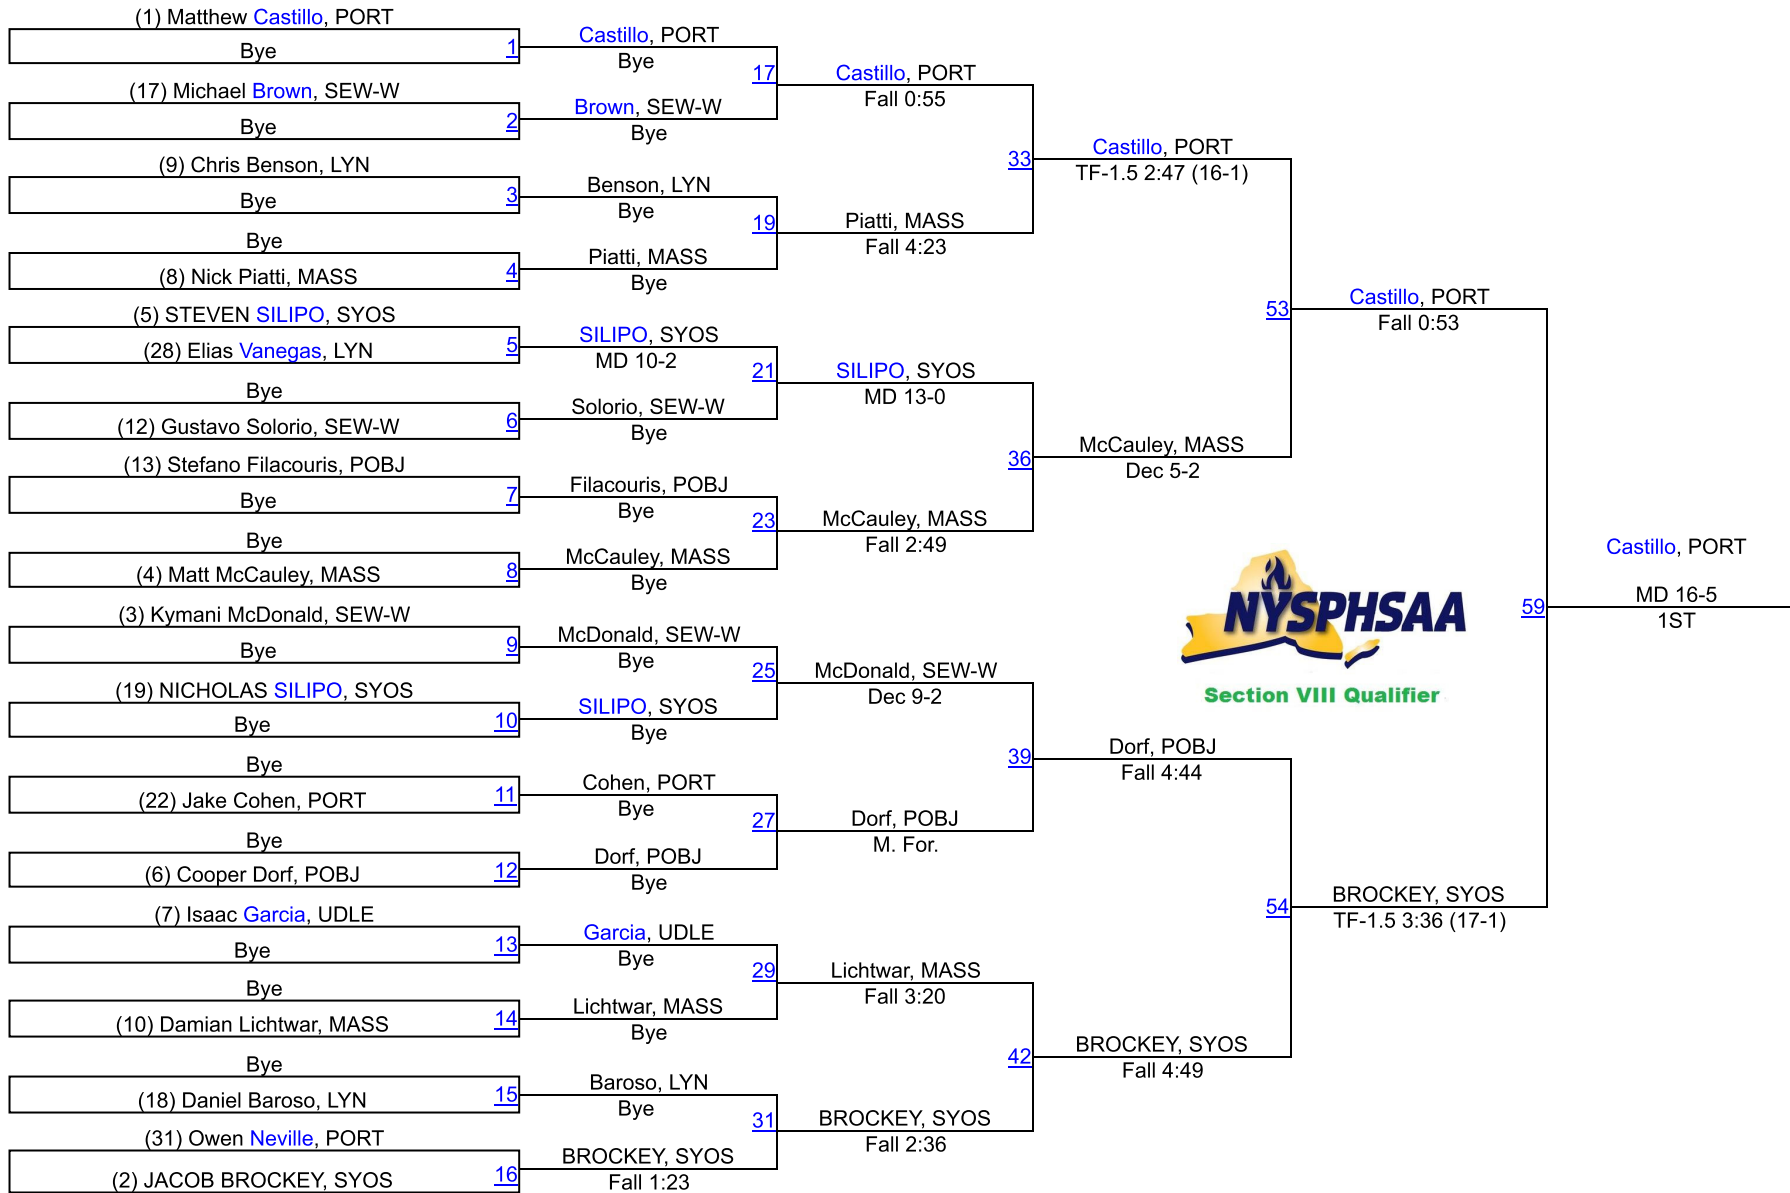 (1) Matthew Castillo, PORT
Bye
1
(17) Michael Brown, SEW-W
Bye
2
(9) Chris Benson, LYN
Bye
3
Bye
(8) Nick Piatti, MASS
4
(5) STEVEN SILIPO, SYOS
(28) Elias Vanegas, LYN
5
Bye
(12) Gustavo Solorio, SEW-W
6
(13) Stefano Filacouris, POBJ
Bye
7
Bye
(4) Matt McCauley, MASS
8
(3) Kymani McDonald, SEW-W
Bye
9
(19) NICHOLAS SILIPO, SYOS
Bye
10
Bye
(22) Jake Cohen, PORT
11
Bye
(6) Cooper Dorf, POBJ
12
(7) Isaac Garcia, UDLE
Bye
13
Bye
(10) Damian Lichtwar, MASS
14
Bye
(18) Daniel Baroso, LYN
15
(31) Owen Neville, PORT
(2) JACOB BROCKEY, SYOS
16
Castillo, PORT
Bye
17
Brown, SEW-W
Bye
Benson, LYN
Bye
19
Piatti, MASS
Bye
SILIPO, SYOS
MD 10-2
21
Solorio, SEW-W
Bye
Filacouris, POBJ
Bye
23
McCauley, MASS
Bye
McDonald, SEW-W
Bye
25
SILIPO, SYOS
Bye
Cohen, PORT
Bye
27
Dorf, POBJ
Bye
Garcia, UDLE
Bye
29
Lichtwar, MASS
Bye
Baroso, LYN
Bye
31
BROCKEY, SYOS
Fall 1:23
Castillo, PORT
Fall 0:55
33
Piatti, MASS
Fall 4:23
SILIPO, SYOS
MD 13-0
36
McCauley, MASS
Fall 2:49
McDonald, SEW-W
Dec 9-2
39
Dorf, POBJ
M. For.
Lichtwar, MASS
Fall 3:20
42
BROCKEY, SYOS
Fall 2:36
Castillo, PORT
TF-1.5 2:47 (16-1)
53
McCauley, MASS
Dec 5-2
Dorf, POBJ
Fall 4:44
54
BROCKEY, SYOS
Fall 4:49
Castillo, PORT
Fall 0:53
NYSPHSAA
Section VIII Qualifier
59
BROCKEY, SYOS
TF-1.5 3:36 (17-1)
Castillo, PORT
MD 16-5
1ST